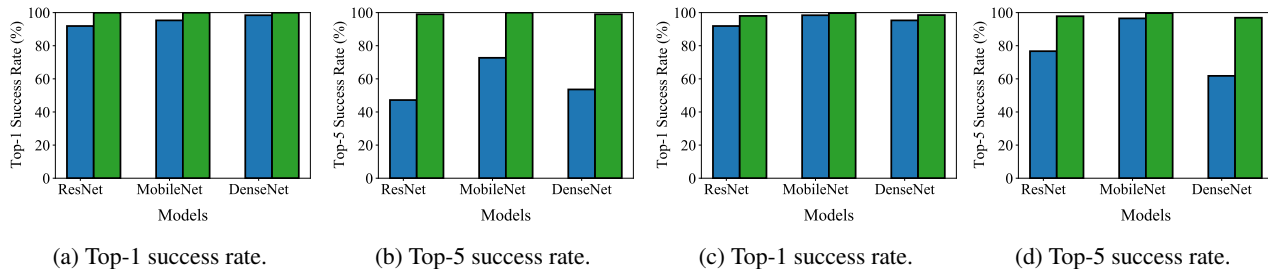 Top-1 Success Rate (%)
100
80
60
40
20
0
ResNet MobileNet DenseNet
Models
(a) Top-1 success rate.
Top-5 Success Rate (%)
100
80
60
40
20
0
ResNet MobileNet DenseNet
Models
(b) Top-5 success rate.
Top-1 Success Rate (%)
100
80
60
40
20
0
ResNet MobileNet DenseNet
Models
(c) Top-1 success rate.
Top-5 Success Rate (%)
100
80
60
40
20
0
ResNet MobileNet DenseNet
Models
(d) Top-5 success rate.